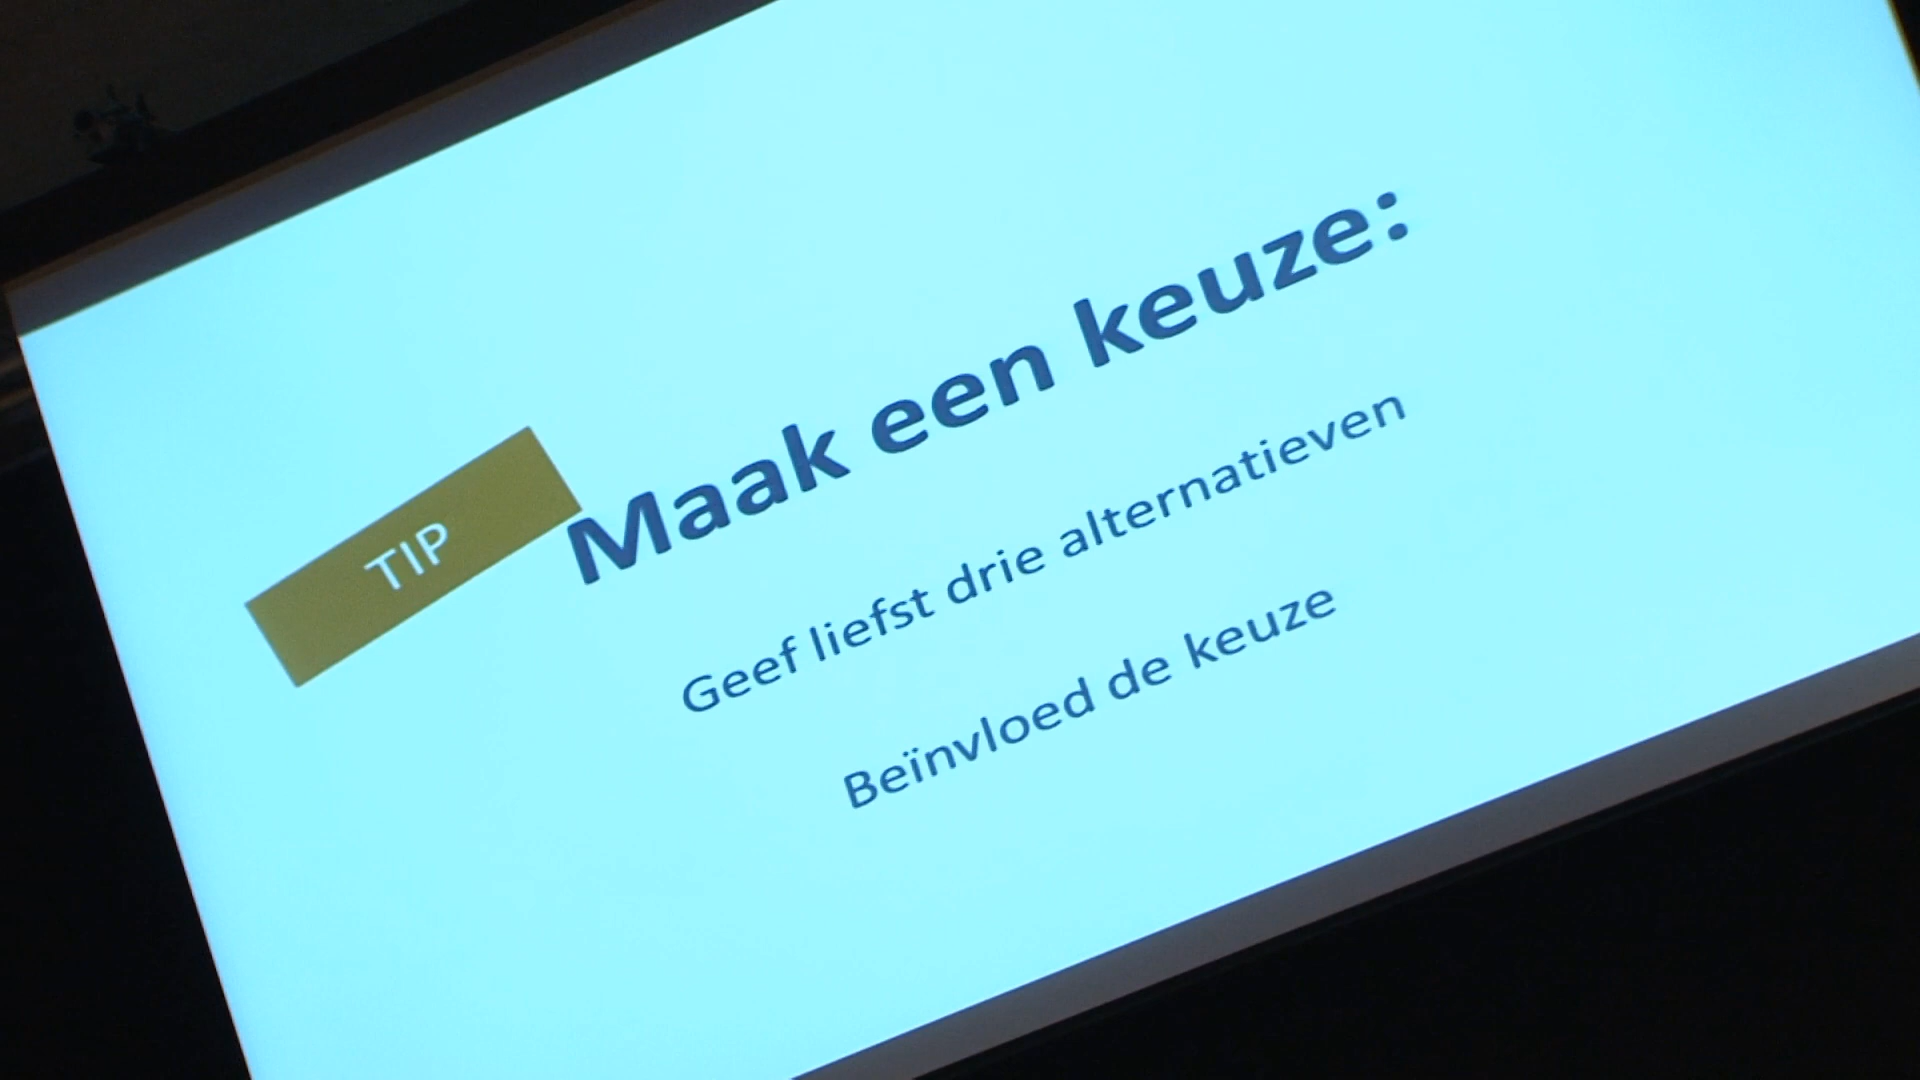 TIP
Maak een keuze:
Geef liefst drie alternatieven
Beïnvloed de keuze